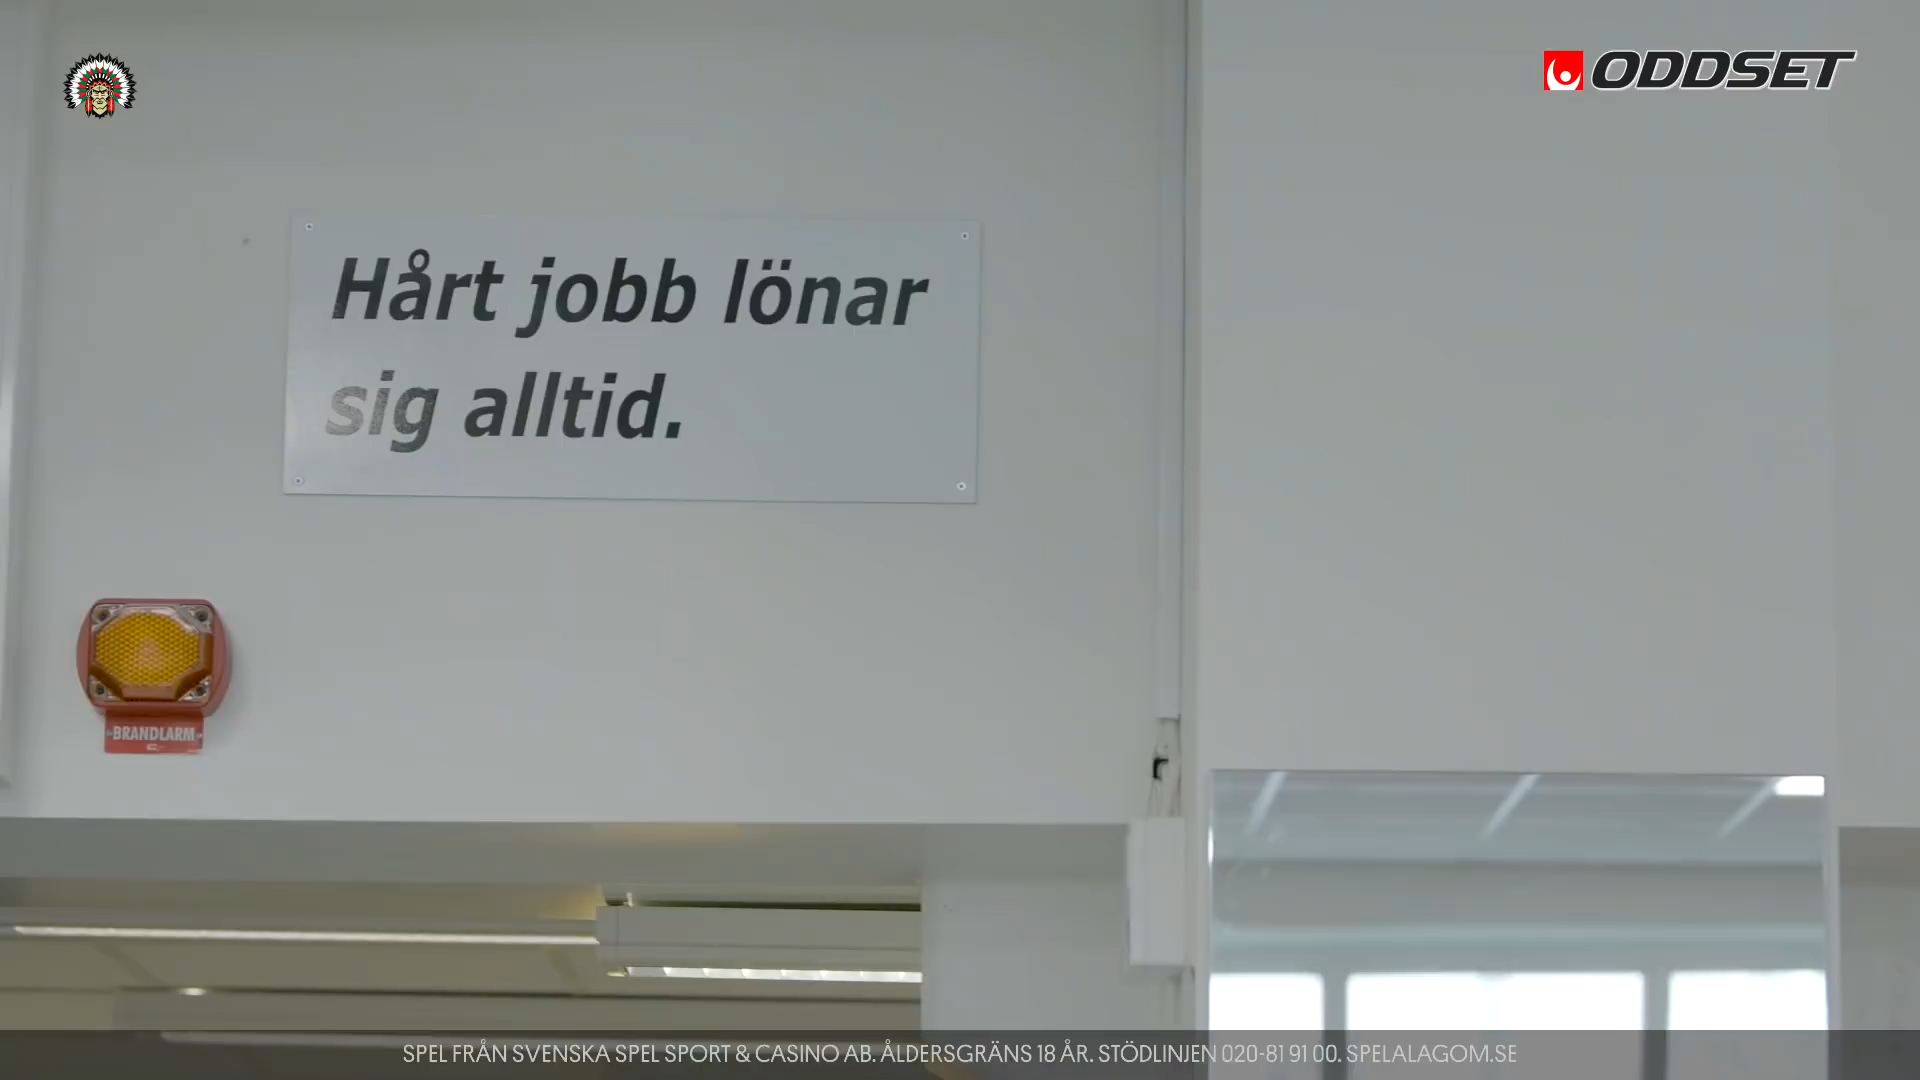 ODDSET
Hårt jobb lönar
sig alltid.
BRANDLARM
SPEL FRÅN SVENSKA SPEL SPORT & CASINO AB. ÅLDERSGRÄNS 18 ÅR. STÖDLINJEN 020-81 91 00. SPELALAGOM.SE